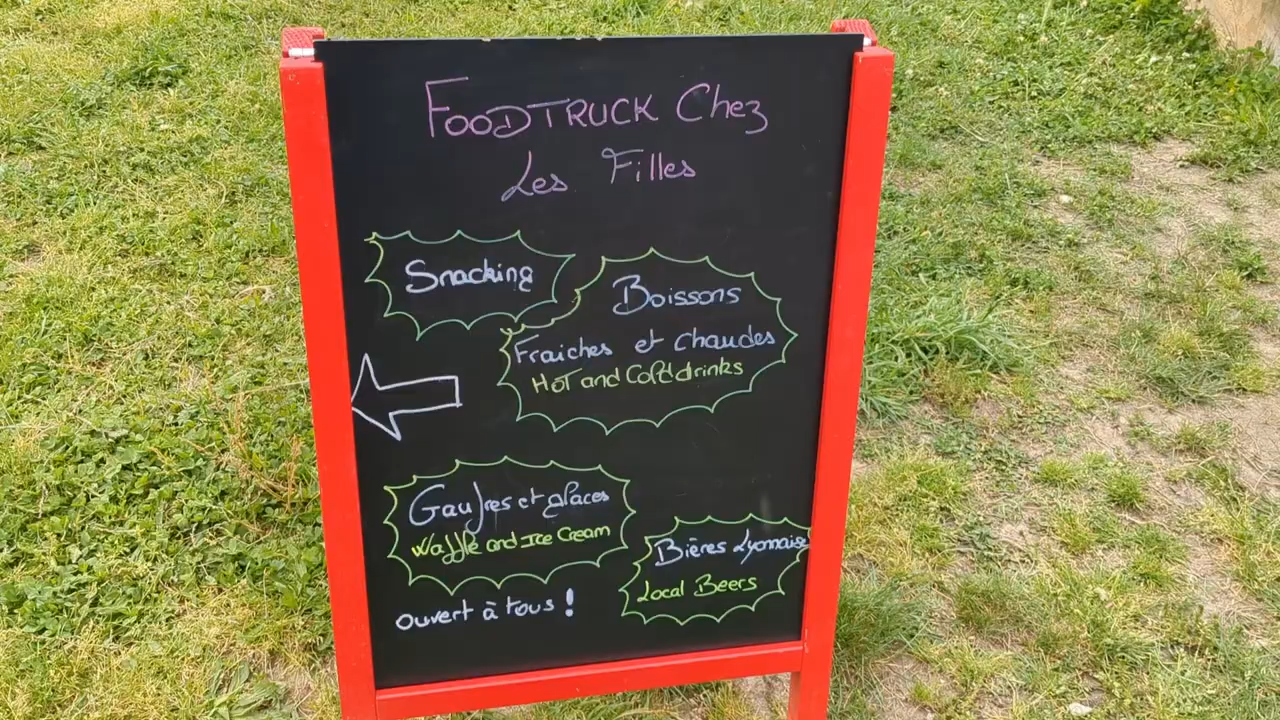 FOODTRUCK Chez
Les Filles
Snacking
Boissons
Fraiches et chaudes
Hot and Cold drinks
Gaufres et glaces
Waffle and Ice Cream
Bières Lyonnaise
Local Beers
ouvert à tous !